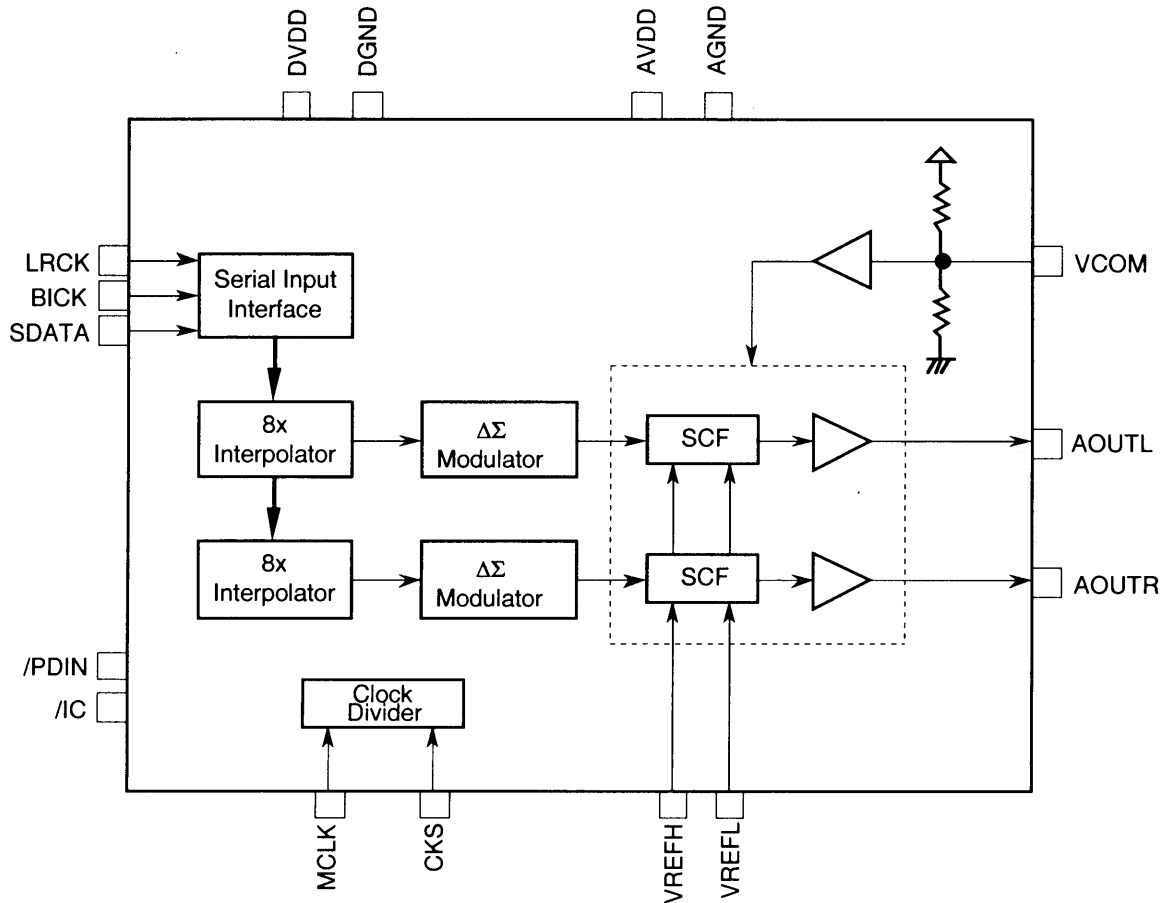 DVDD
DGND
AVDD
AGND
LRCK
BICK
SDATA
Serial Input
Interface
VCOM
8x
Interpolator
ΔΣ
Modulator
SCF
AOUTL
8x
Interpolator
ΔΣ
Modulator
SCF
AOUTR
/PDIN
/IC
Clock
Divider
MCLK
CKS
VREFH
VREFL